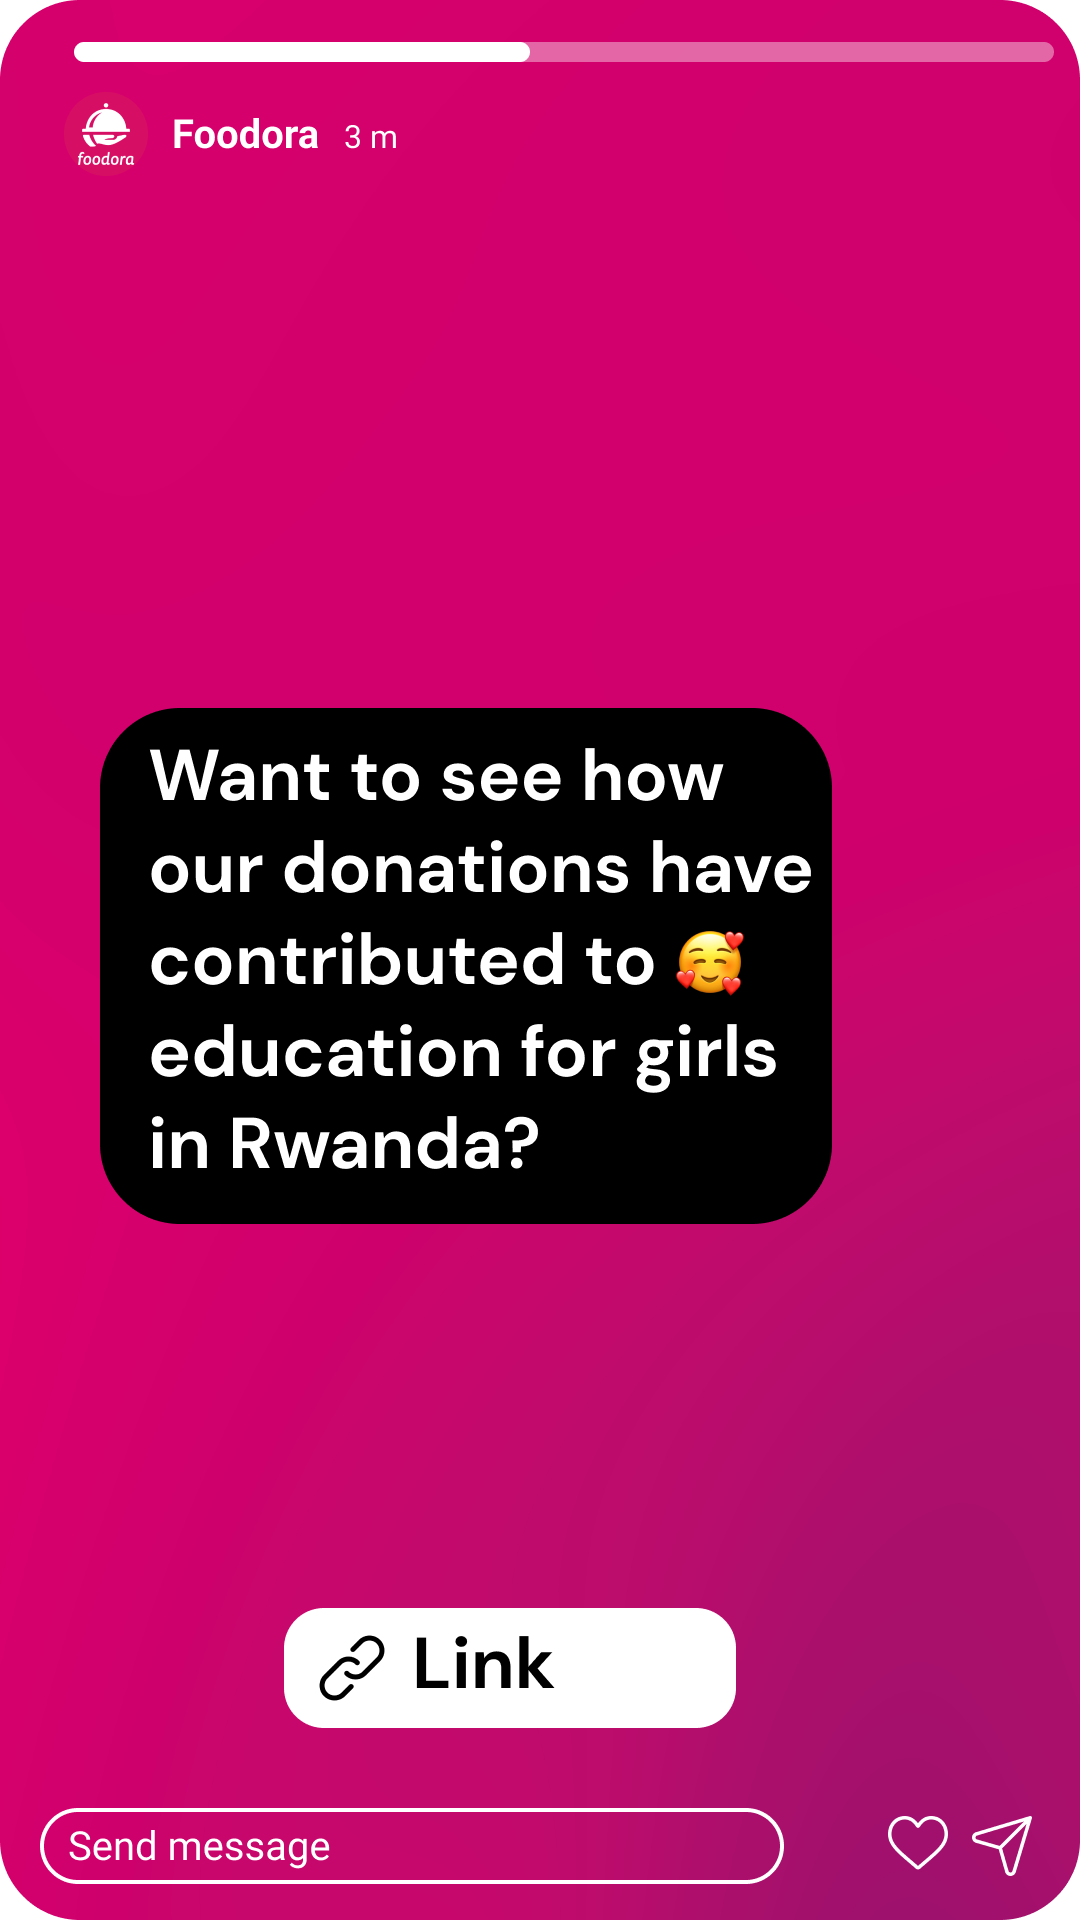 Foodora 3 m
foodora
Want to see how
our donations have
contributed to 🥰
education for girls
in Rwanda?
Link
Send message